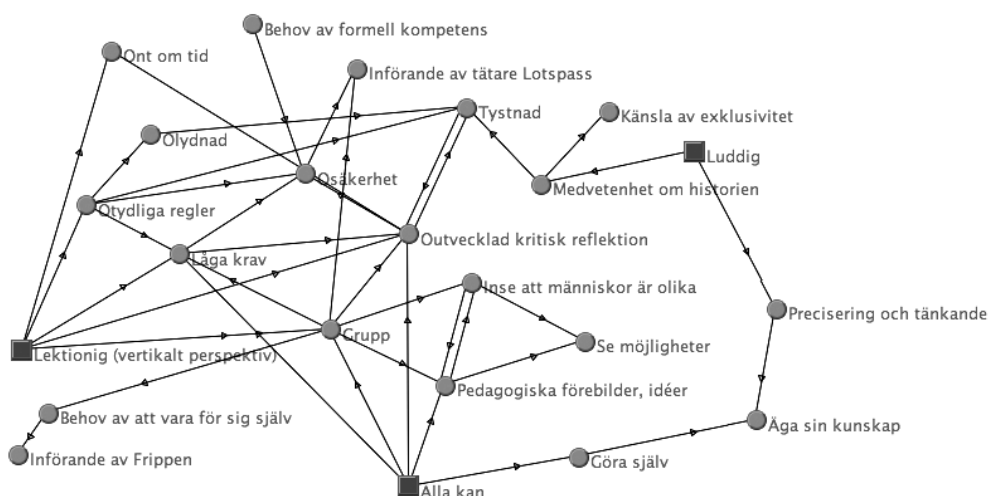 Behov av formell kompetens
Ont om tid
Införande av tätare Lotspass
Tystnad
Känsla av exklusivitet
Olydnad
Luddig
Osäkerhet
Medvetenhet om historien
Otydliga regler
Outvecklad kritisk reflektion
Låga krav
Inse att människor är olika
Precisering och tänkande
Grupp
Se möjligheter
Lektionig (vertikalt perspektiv)
Pedagogiska förebilder, idéer
Behov av att vara för sig själv
Äga sin kunskap
Införande av Frippen
Göra själv
Alla kan